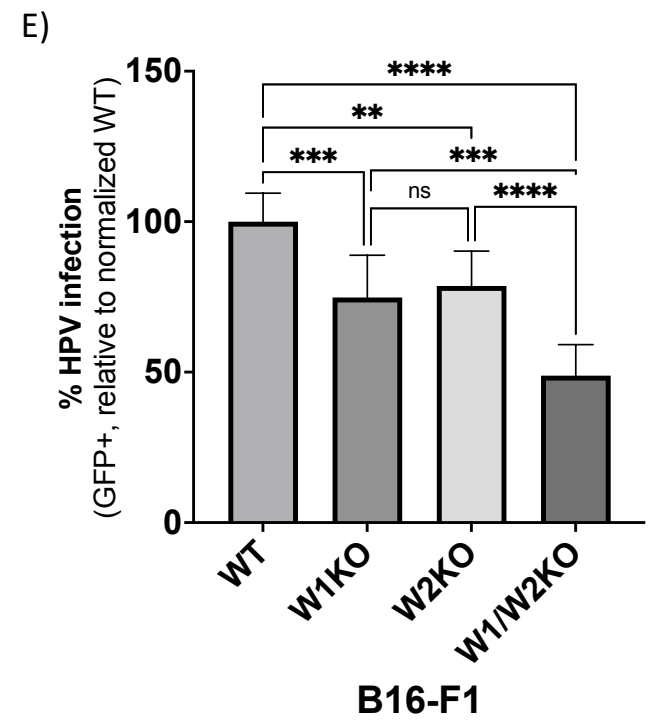 E)
% HPV infection
(GFP+, relative to normalized WT)
150
100
50
0
****
**
***
***
ns
****
WT
W1KO
W2KO
W1/W2KO
B16-F1